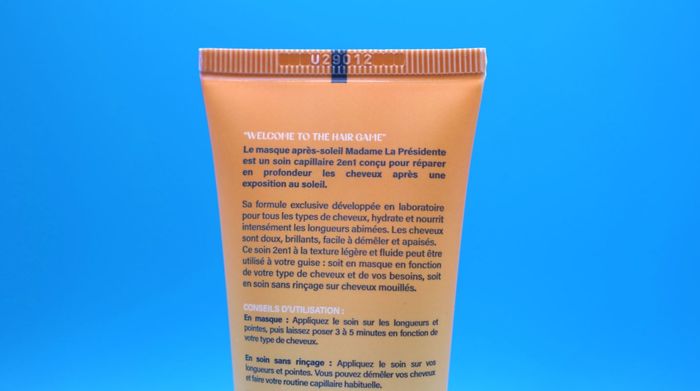 U29012
"WELCOME TO THE HAIR GAME"
Le masque après-soleil Madame La Présidente
est un soin capillaire 2en1 conçu pour réparer
en profondeur les cheveux après une
exposition au soleil.
Sa formule exclusive développée en laboratoire
pour tous les types de cheveux, hydrate et nourrit
intensément les longueurs abimées. Les cheveux
sont doux, brillants, facile à démêler et apaisés.
Ce soin 2en1 à la texture légère et fluide peut être
utilisé à votre guise : soit en masque en fonction
de votre type de cheveux et de vos besoins, soit
en soin sans rinçage sur cheveux mouillés.
CONSEILS D'UTILISATION :
En masque : Appliquez le soin sur les longueurs et
pointes, puis laissez poser 3 à 5 minutes en fonction de
votre type de cheveux.
En soin sans rinçage : Appliquez le soin sur vos
longueurs et pointes. Vous pouvez démêler vos cheveux
et faire votre routine capillaire habituelle.